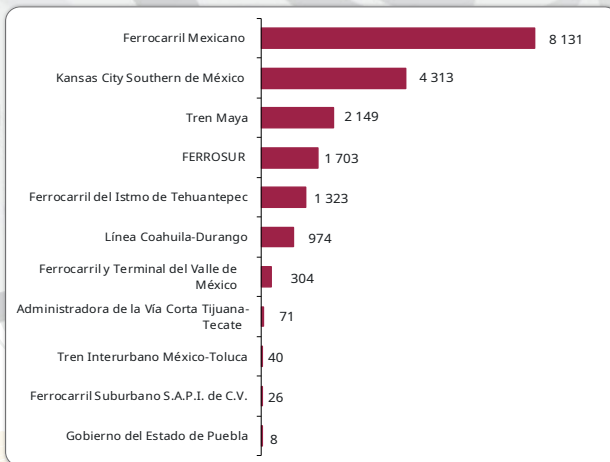 Ferrocarril Mexicano 8 131
Kansas City Southern de México 4 313
Tren Maya 2 149
FERROSUR 1 703
Ferrocarril del Istmo de Tehuantepec 1 323
Línea Coahuila-Durango 974
Ferrocarril y Terminal del Valle de
México 304
Administradora de la Vía Corta Tijuana-
Tecate 71
Tren Interurbano México-Toluca 40
Ferrocarril Suburbano S.A.P.I. de C.V. 26
Gobierno del Estado de Puebla 8